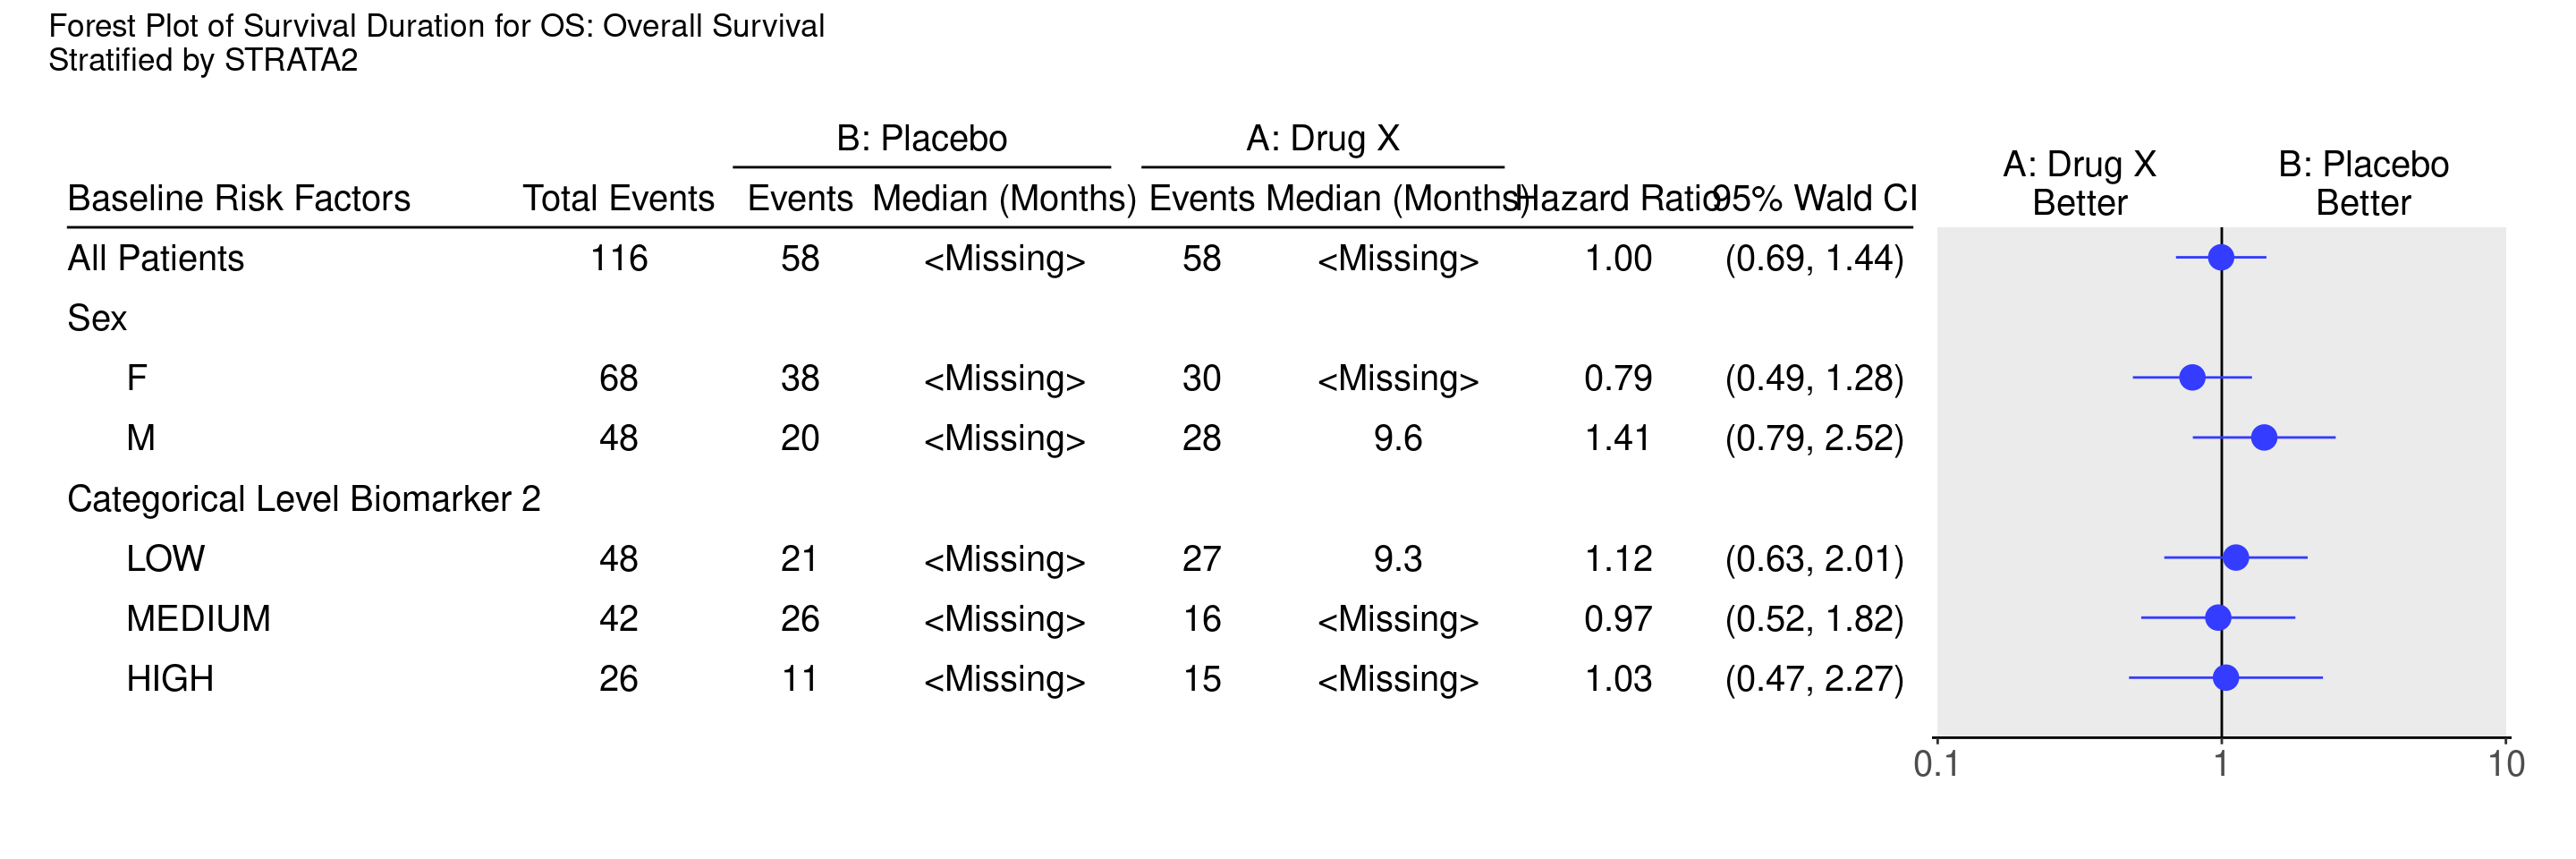 Forest Plot of Survival Duration for OS: Overall Survival
Stratified by STRATA2
B: Placebo A: Drug X
A: Drug X Better B: Placebo Better
Baseline Risk Factors Total Events Events Median (Months) Events Median (Months) Hazard Ratio 95% Wald CI
All Patients 116 58 <Missing> 58 <Missing> 1.00 (0.69, 1.44)
Sex
F 68 38 <Missing> 30 <Missing> 0.79 (0.49, 1.28)
M 48 20 <Missing> 28 9.6 1.41 (0.79, 2.52)
Categorical Level Biomarker 2
LOW 48 21 <Missing> 27 9.3 1.12 (0.63, 2.01)
MEDIUM 42 26 <Missing> 16 <Missing> 0.97 (0.52, 1.82)
HIGH 26 11 <Missing> 15 <Missing> 1.03 (0.47, 2.27)
0.1 1 10